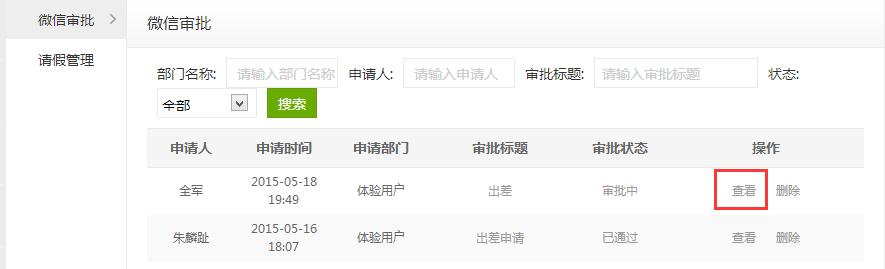 微信审批
请假管理
微信审批
部门名称: 请输入部门名称 申请人: 请输入申请人 审批标题: 请输入审批标题 状态:
全部 搜索
申请人 申请时间 申请部门 审批标题 审批状态 操作
全军 2015-05-18 19:49 体验用户 出差 审批中 查看 删除
朱麟趾 2015-05-16 18:07 体验用户 出差申请 已通过 查看 删除